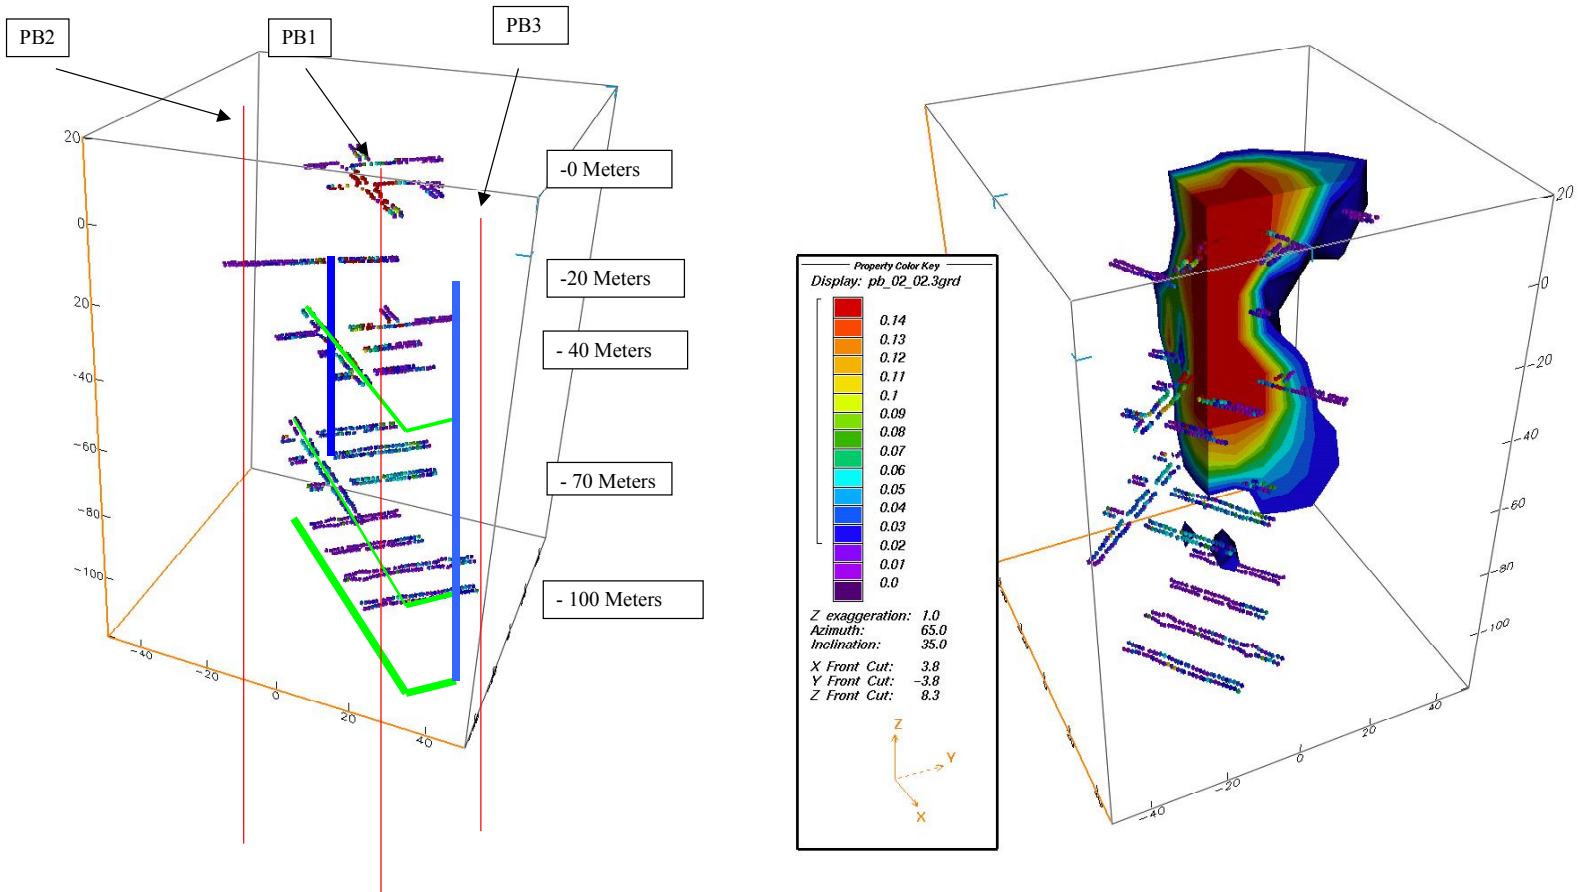 PB2
PB1
PB3
20
0
20
-40
-60
-80
-100
-40
-20
0
20
40
-0 Meters
-20 Meters
- 40 Meters
- 70 Meters
- 100 Meters
Property Color Key
Display: pb_02_02.3grd
0.14
0.13
0.12
0.11
0.1
0.09
0.08
0.07
0.06
0.05
0.04
0.03
0.02
0.01
0.0
Z exaggeration: 1.0
Azimuth: 65.0
Inclination: 35.0
X Front Cut: 3.8
Y Front Cut: -3.8
Z Front Cut: 8.3
Z
Y
X
20
0
-20
-40
-60
-80
-100
-40
-20
0
20
40